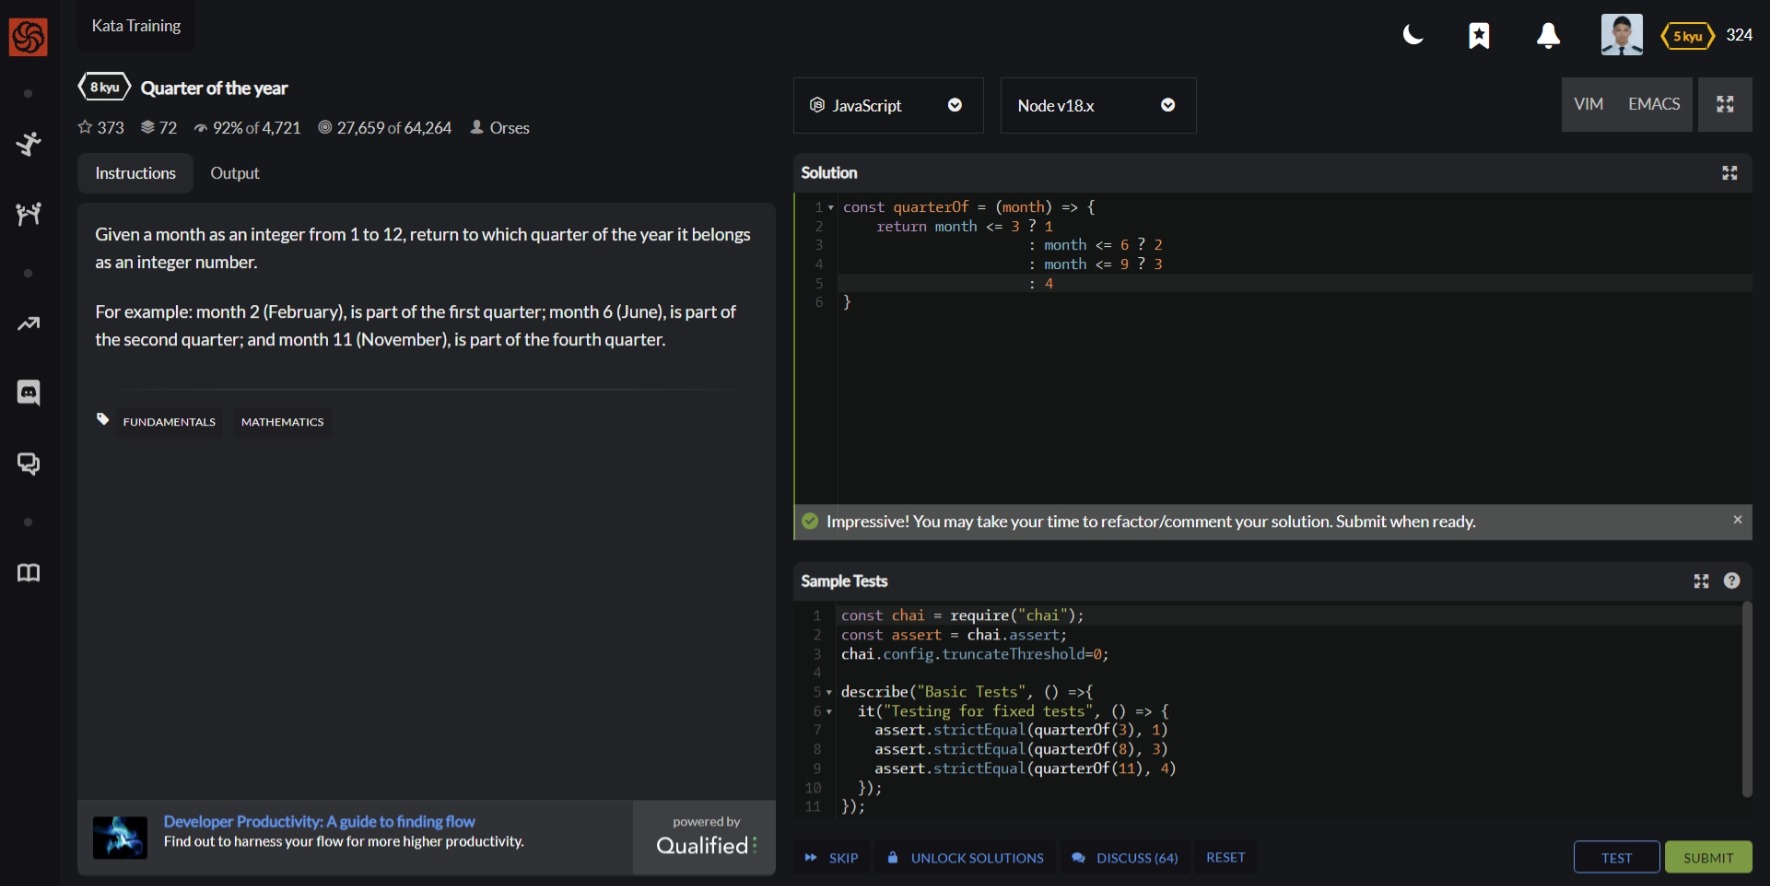 Kata Training
5 kyu 324
8 kyu Quarter of the year
373 72 92% of 4,721 27,659 of 64,264 Orses
Instructions Output
Given a month as an integer from 1 to 12, return to which quarter of the year it belongs
as an integer number.
For example: month 2 (February), is part of the first quarter; month 6 (June), is part of
the second quarter; and month 11 (November), is part of the fourth quarter.
FUNDAMENTALS MATHEMATICS
Developer Productivity: A guide to finding flow
Find out to harness your flow for more higher productivity.
powered by
Qualified
JavaScript Node v18.x VIM EMACS
Solution
1 const quarterOf = (month) => {
2 return month <= 3 ? 1
3 : month <= 6 ? 2
4 : month <= 9 ? 3
5 : 4
6 }
Impressive! You may take your time to refactor/comment your solution. Submit when ready. ×
Sample Tests ?
1 const chai = require("chai");
2 const assert = chai.assert;
3 chai.config.truncateThreshold=0;
4
5 describe("Basic Tests", () =>{
6 it("Testing for fixed tests", () => {
7 assert.strictEqual(quarterOf(3), 1)
8 assert.strictEqual(quarterOf(8), 3)
9 assert.strictEqual(quarterOf(11), 4)
10 });
11 });
SKIP UNLOCK SOLUTIONS DISCUSS (64) RESET TEST SUBMIT